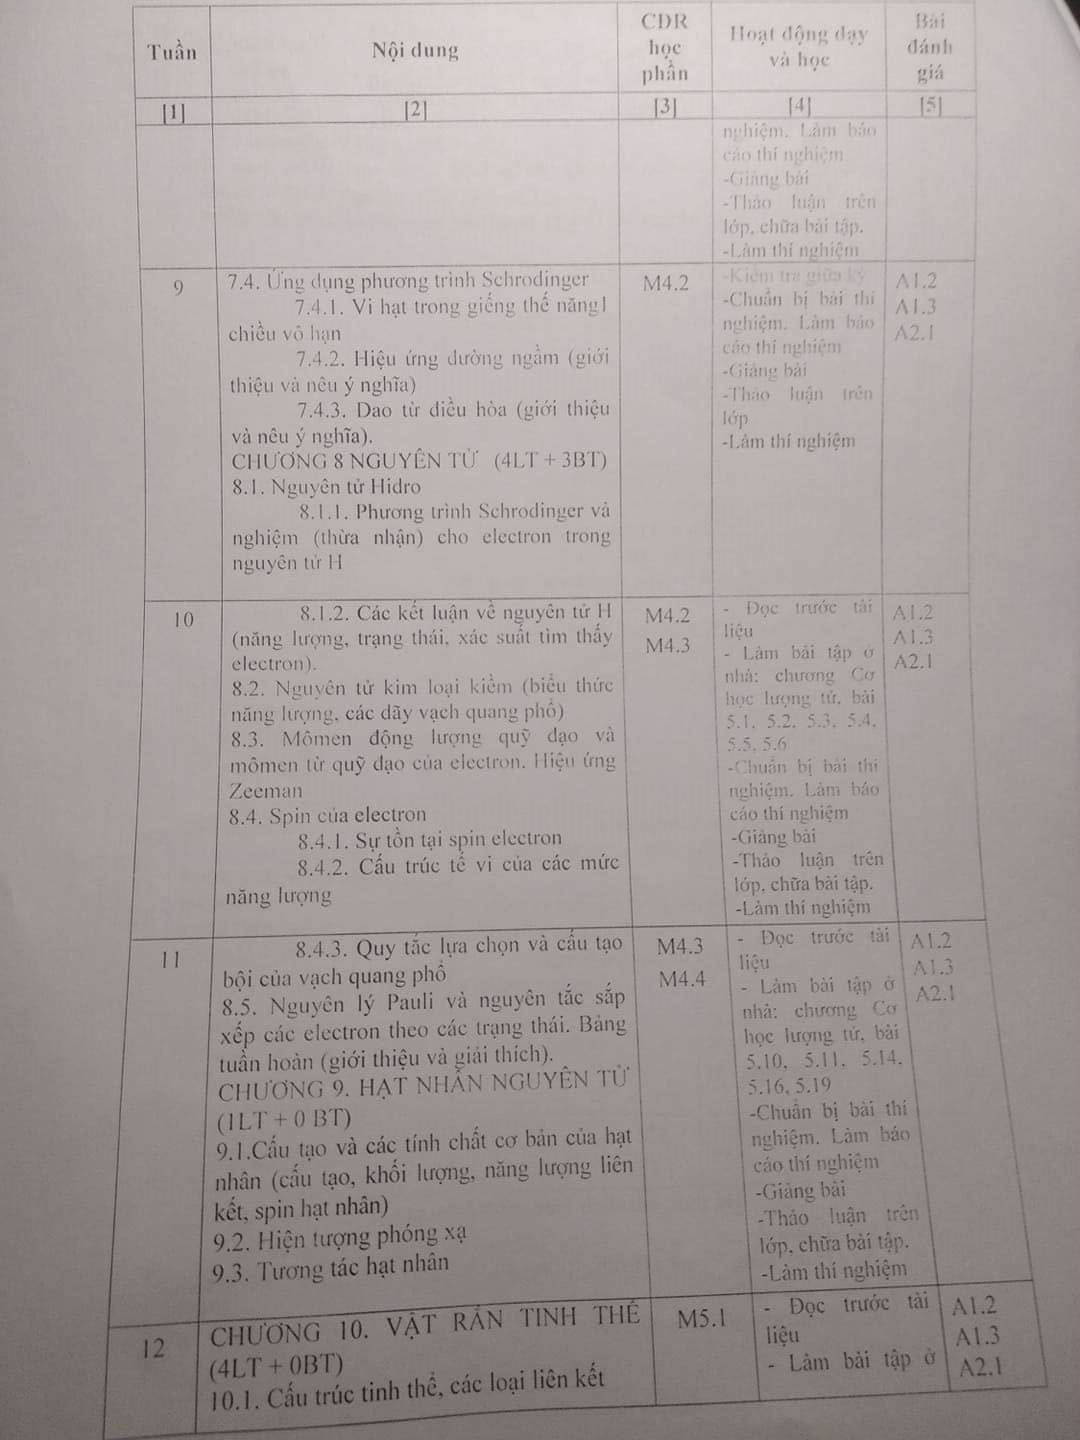 Tuần
Nội dung
CĐR
học
phần
Hoạt động dạy
và học
Bài
đánh
giá
[1]
[2]
[3]
[4]
[5]
nghiệm. Làm báo
cáo thí nghiệm
-Giảng bài
-Thảo luận trên
lớp, chữa bài tập.
-Làm thí nghiệm
9
7.4. Ứng dụng phương trình Schrodinger
7.4.1. Vi hạt trong giếng thế năng1
chiều vô hạn
7.4.2. Hiệu ứng đường ngầm (giới
thiệu và nêu ý nghĩa)
7.4.3. Dao tử điều hòa (giới thiệu
và nêu ý nghĩa).
CHƯƠNG 8 NGUYÊN TỬ (4LT + 3BT)
8.1. Nguyên tử Hidro
8.1.1. Phương trình Schrodinger và
nghiệm (thừa nhận) cho electron trong
nguyên tử H
M4.2
-Kiểm tra giữa kỳ
-Chuẩn bị bài thí
nghiệm. Làm báo
cáo thí nghiệm
-Giảng bài
-Thảo luận trên
lớp
-Làm thí nghiệm
A1.2
A1.3
A2.1
10
8.1.2. Các kết luận về nguyên tử H
(năng lượng, trạng thái, xác suất tìm thấy
electron).
8.2. Nguyên tử kim loại kiềm (biểu thức
năng lượng, các dãy vạch quang phổ)
8.3. Mômen động lượng quỹ đạo và
mômen từ quỹ đạo của electron. Hiệu ứng
Zeeman
8.4. Spin của electron
8.4.1. Sự tồn tại spin electron
8.4.2. Cấu trúc tế vi của các mức
năng lượng
M4.2
M4.3
- Đọc trước tài
liệu
- Làm bài tập ở
nhà: chương Cơ
học lượng tử, bài
5.1, 5.2, 5.3, 5.4,
5.5, 5.6
-Chuẩn bị bài thí
nghiệm. Làm báo
cáo thí nghiệm
-Giảng bài
-Thảo luận trên
lớp, chữa bài tập.
-Làm thí nghiệm
A1.2
A1.3
A2.1
11
8.4.3. Quy tắc lựa chọn và cấu tạo
bội của vạch quang phổ
8.5. Nguyên lý Pauli và nguyên tắc sắp
xếp các electron theo các trạng thái. Bảng
tuần hoàn (giới thiệu và giải thích).
CHƯƠNG 9. HẠT NHÂN NGUYÊN TỬ
(1LT + 0 BT)
9.1.Cấu tạo và các tính chất cơ bản của hạt
nhân (cấu tạo, khối lượng, năng lượng liên
kết, spin hạt nhân)
9.2. Hiện tượng phóng xạ
9.3. Tương tác hạt nhân
M4.3
M4.4
- Đọc trước tài
liệu
- Làm bài tập ở
nhà: chương Cơ
học lượng tử, bài
5.10, 5.11, 5.14,
5.16, 5.19
-Chuẩn bị bài thí
nghiệm. Làm báo
cáo thí nghiệm
-Giảng bài
-Thảo luận trên
lớp, chữa bài tập.
-Làm thí nghiệm
A1.2
A1.3
A2.1
12
CHƯƠNG 10. VẬT RẮN TINH THỂ
(4LT + 0BT)
10.1. Cấu trúc tinh thể, các loại liên kết
M5.1
- Đọc trước tài
liệu
- Làm bài tập ở
A1.2
A1.3
A2.1